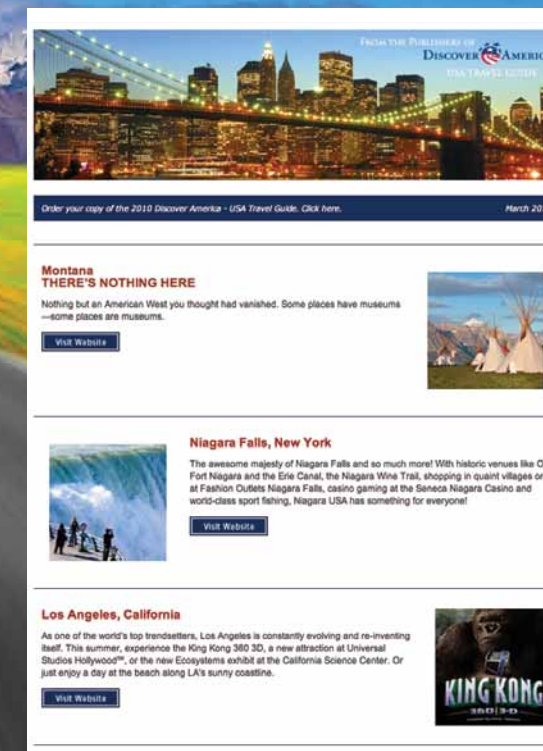 FROM THE PUBLISHERS OF
DISCOVER AMERIC
USA TRAVEL GUIDE
Order your copy of the 2010 Discover America - USA Travel Guide. Click here.
March 20
Montana
THERE'S NOTHING HERE
Nothing but an American West you thought had vanished. Some places have museums
—some places are museums.
Visit Website
Niagara Falls, New York
The awesome majesty of Niagara Falls and so much more! With historic venues like O
Fort Niagara and the Erie Canal, the Niagara Wine Trail, shopping in quaint villages or
at Fashion Outlets Niagara Falls, casino gaming at the Seneca Niagara Casino and
world-class sport fishing, Niagara USA has something for everyone!
Visit Website
Los Angeles, California
As one of the world's top trendsetters, Los Angeles is constantly evolving and re-inventing
itself. This summer, experience the King Kong 360 3D, a new attraction at Universal
Studios Hollywood℠, or the new Ecosystems exhibit at the California Science Center. Or
just enjoy a day at the beach along LA's sunny coastline.
Visit Website
KING KONG
360 3-D